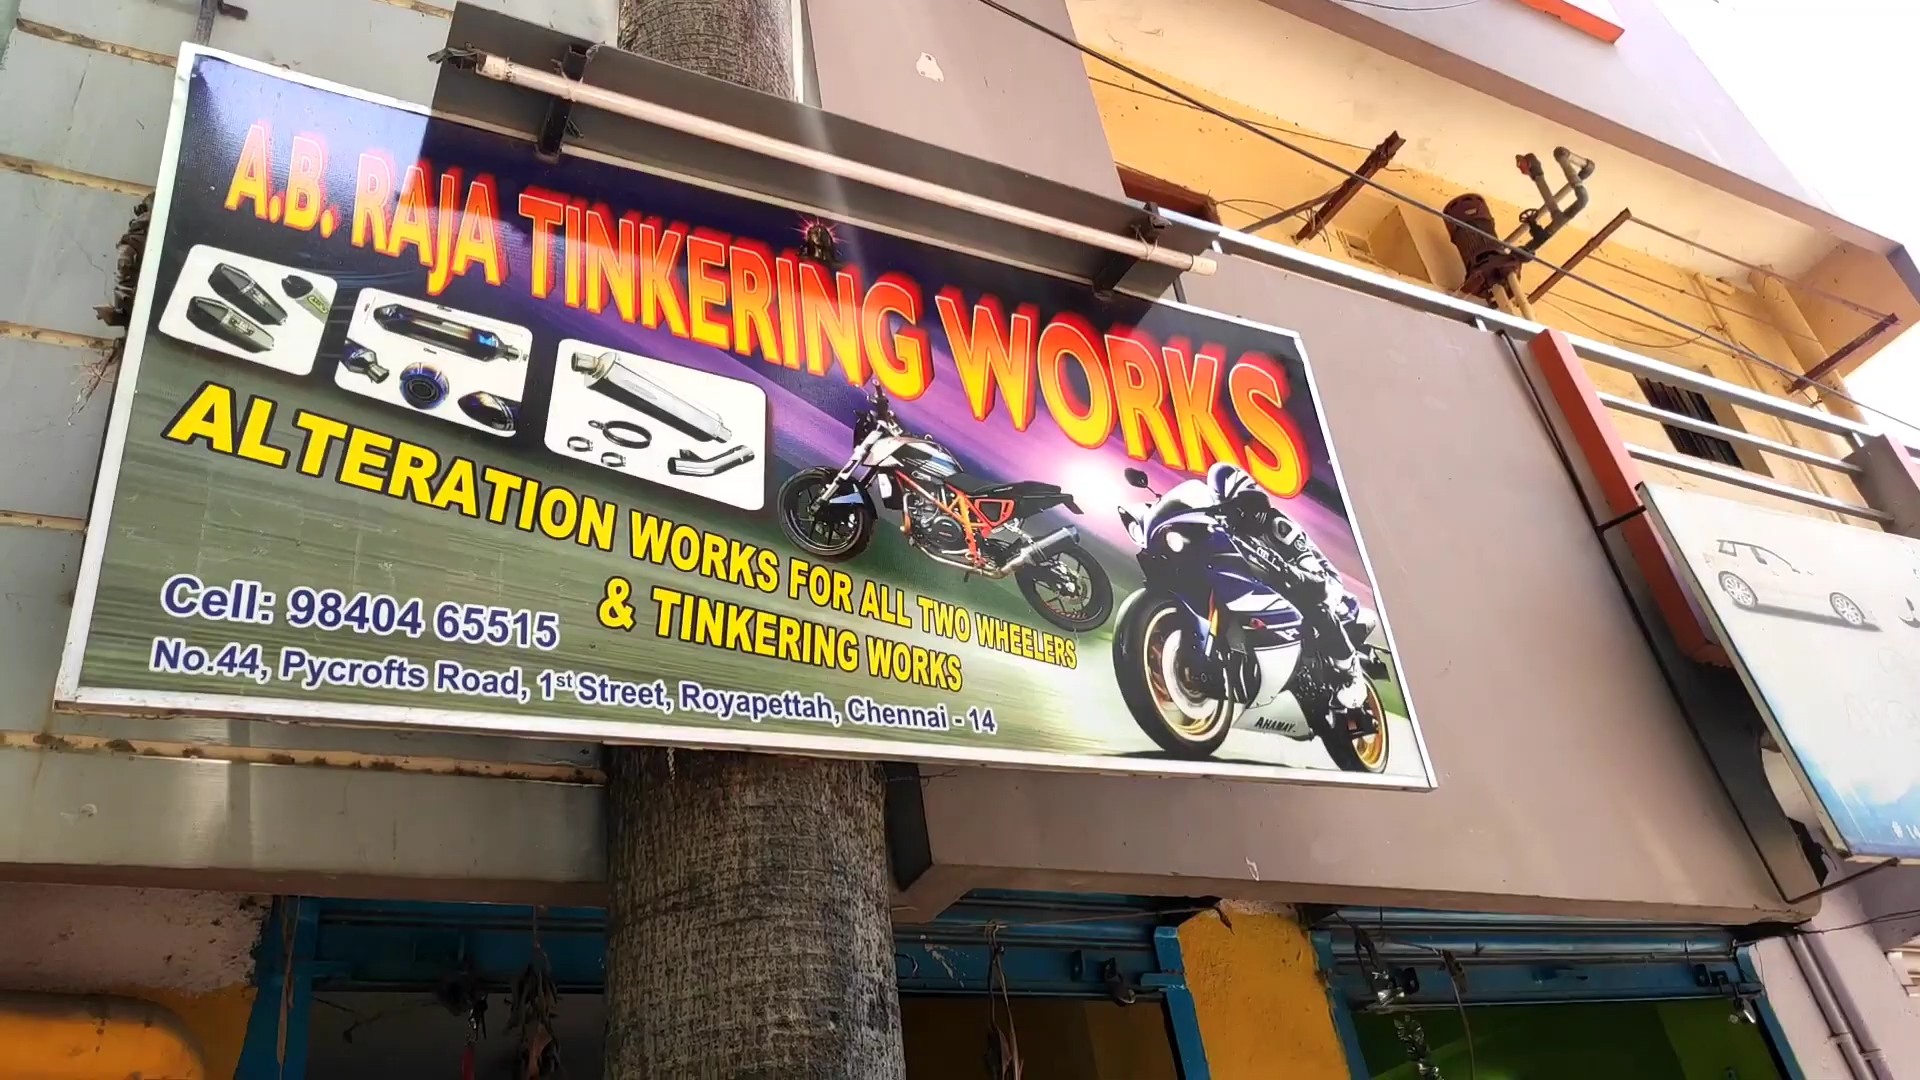 A.B. RAJA TINKERING WORKS
ALTERATION WORKS FOR ALL TWO WHEELERS
& TINKERING WORKS
Cell: 98404 65515
No.44, Pycrofts Road, 1st Street, Royapettah, Chennai - 14
AHAMAY.